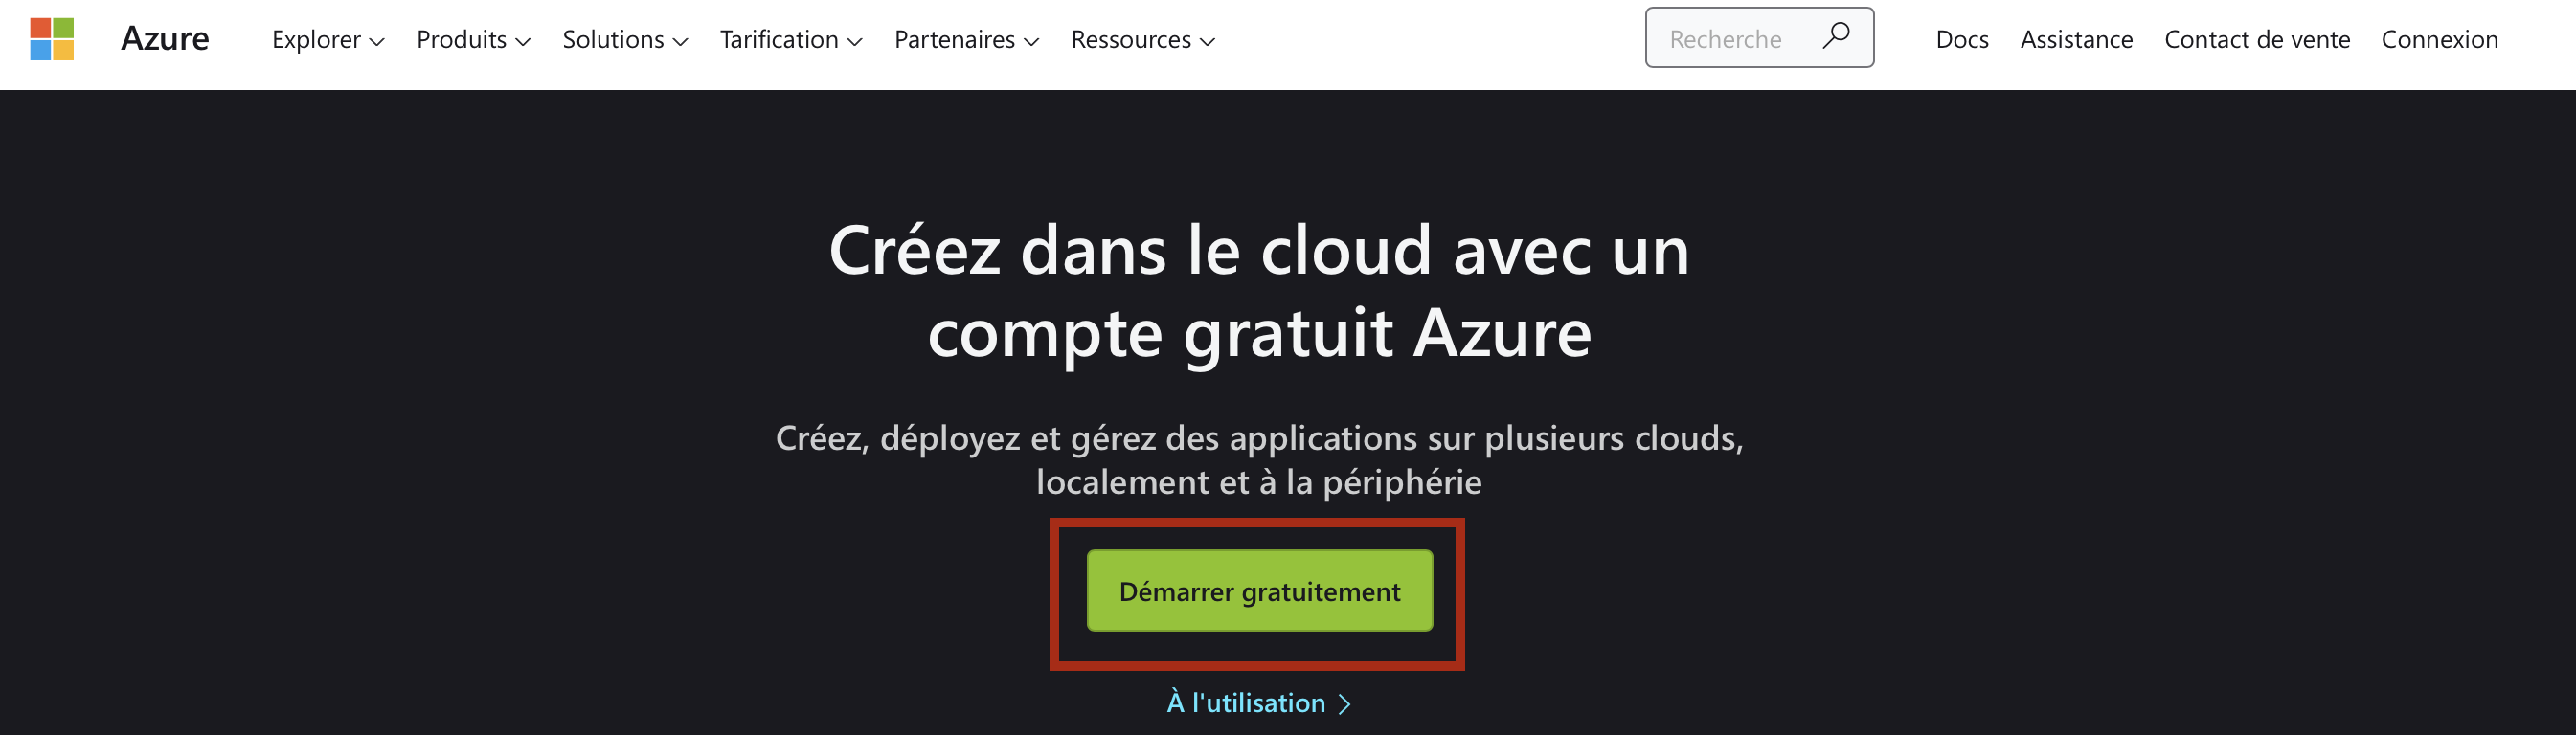 Azure Explorer Produits Solutions Tarification Partenaires Ressources Recherche Docs Assistance Contact de vente Connexion
Créez dans le cloud avec un
compte gratuit Azure
Créez, déployez et gérez des applications sur plusieurs clouds,
localement et à la périphérie
Démarrer gratuitement
À l'utilisation